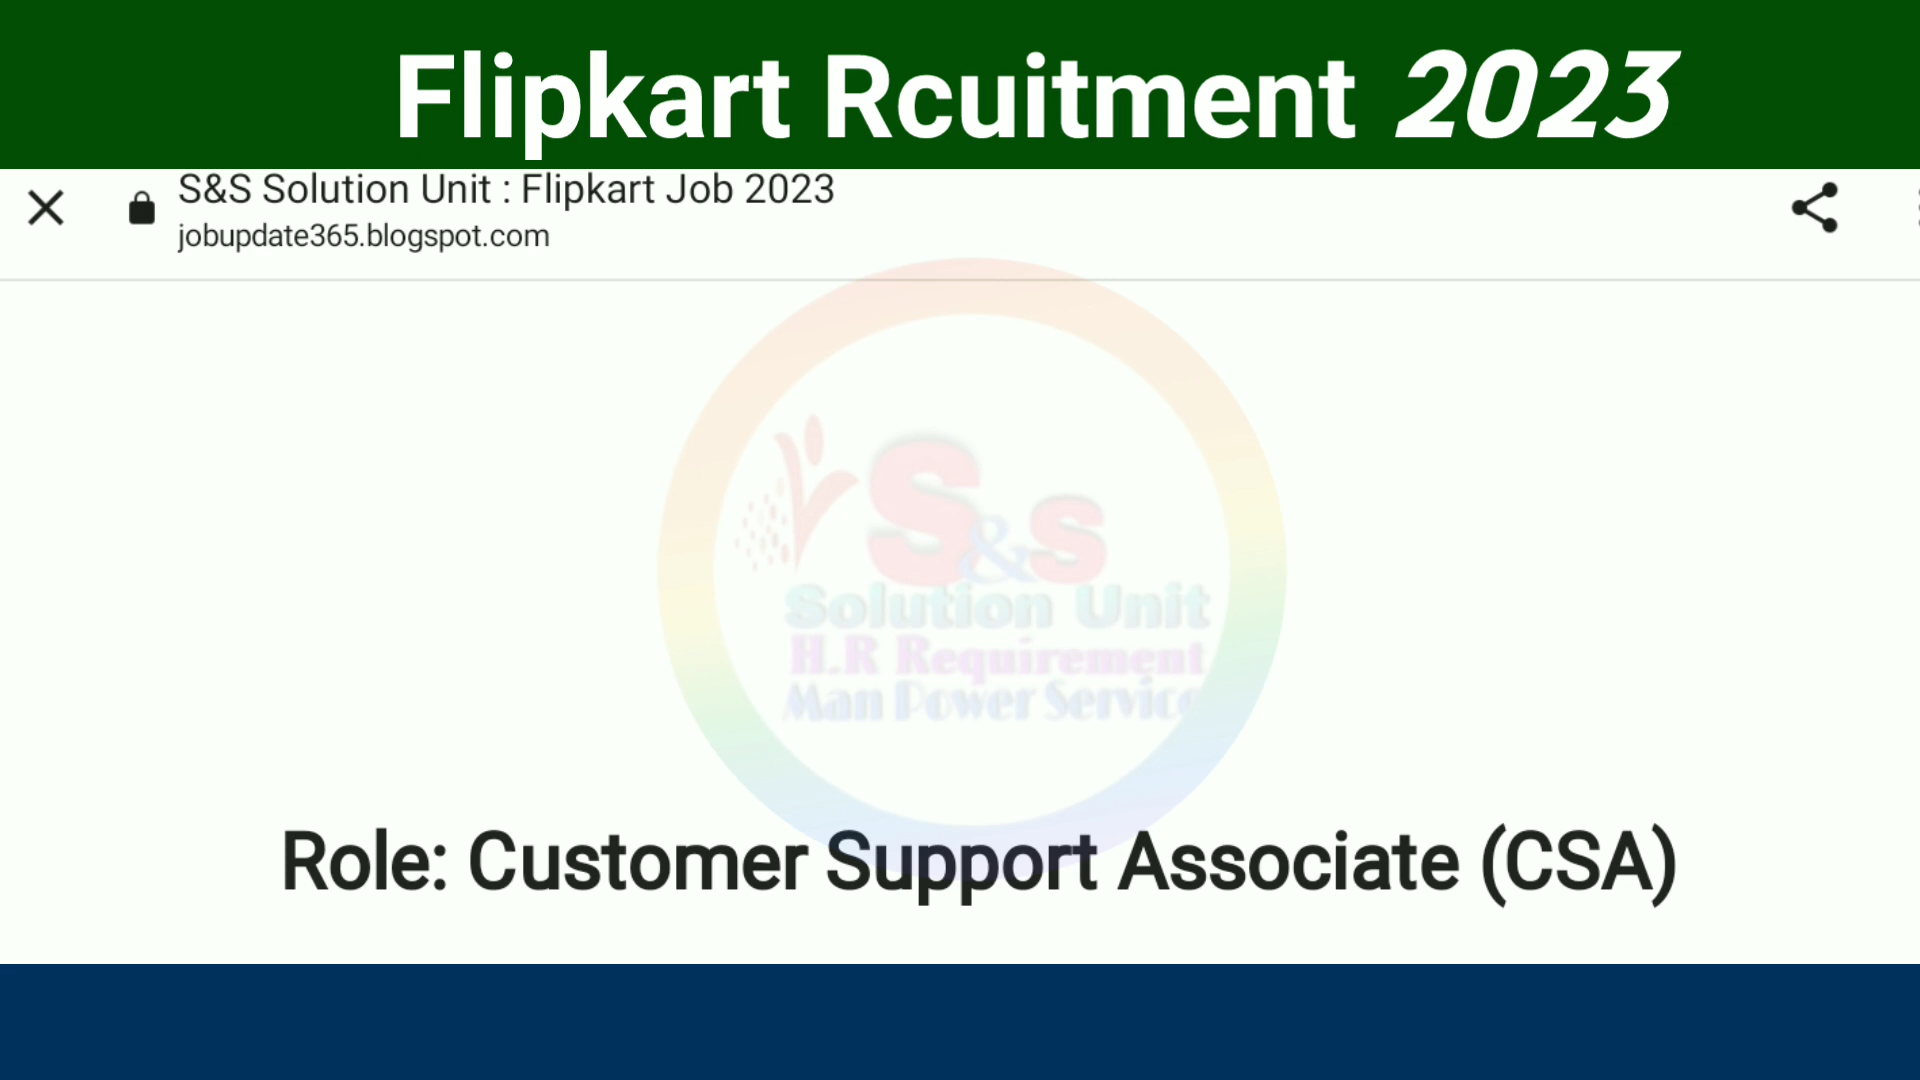 Flipkart Rcuitment 2023
S&S Solution Unit : Flipkart Job 2023
jobupdate365.blogspot.com
S&s
Solution Unit
H.R Requirement
Man Power Service
Role: Customer Support Associate (CSA)